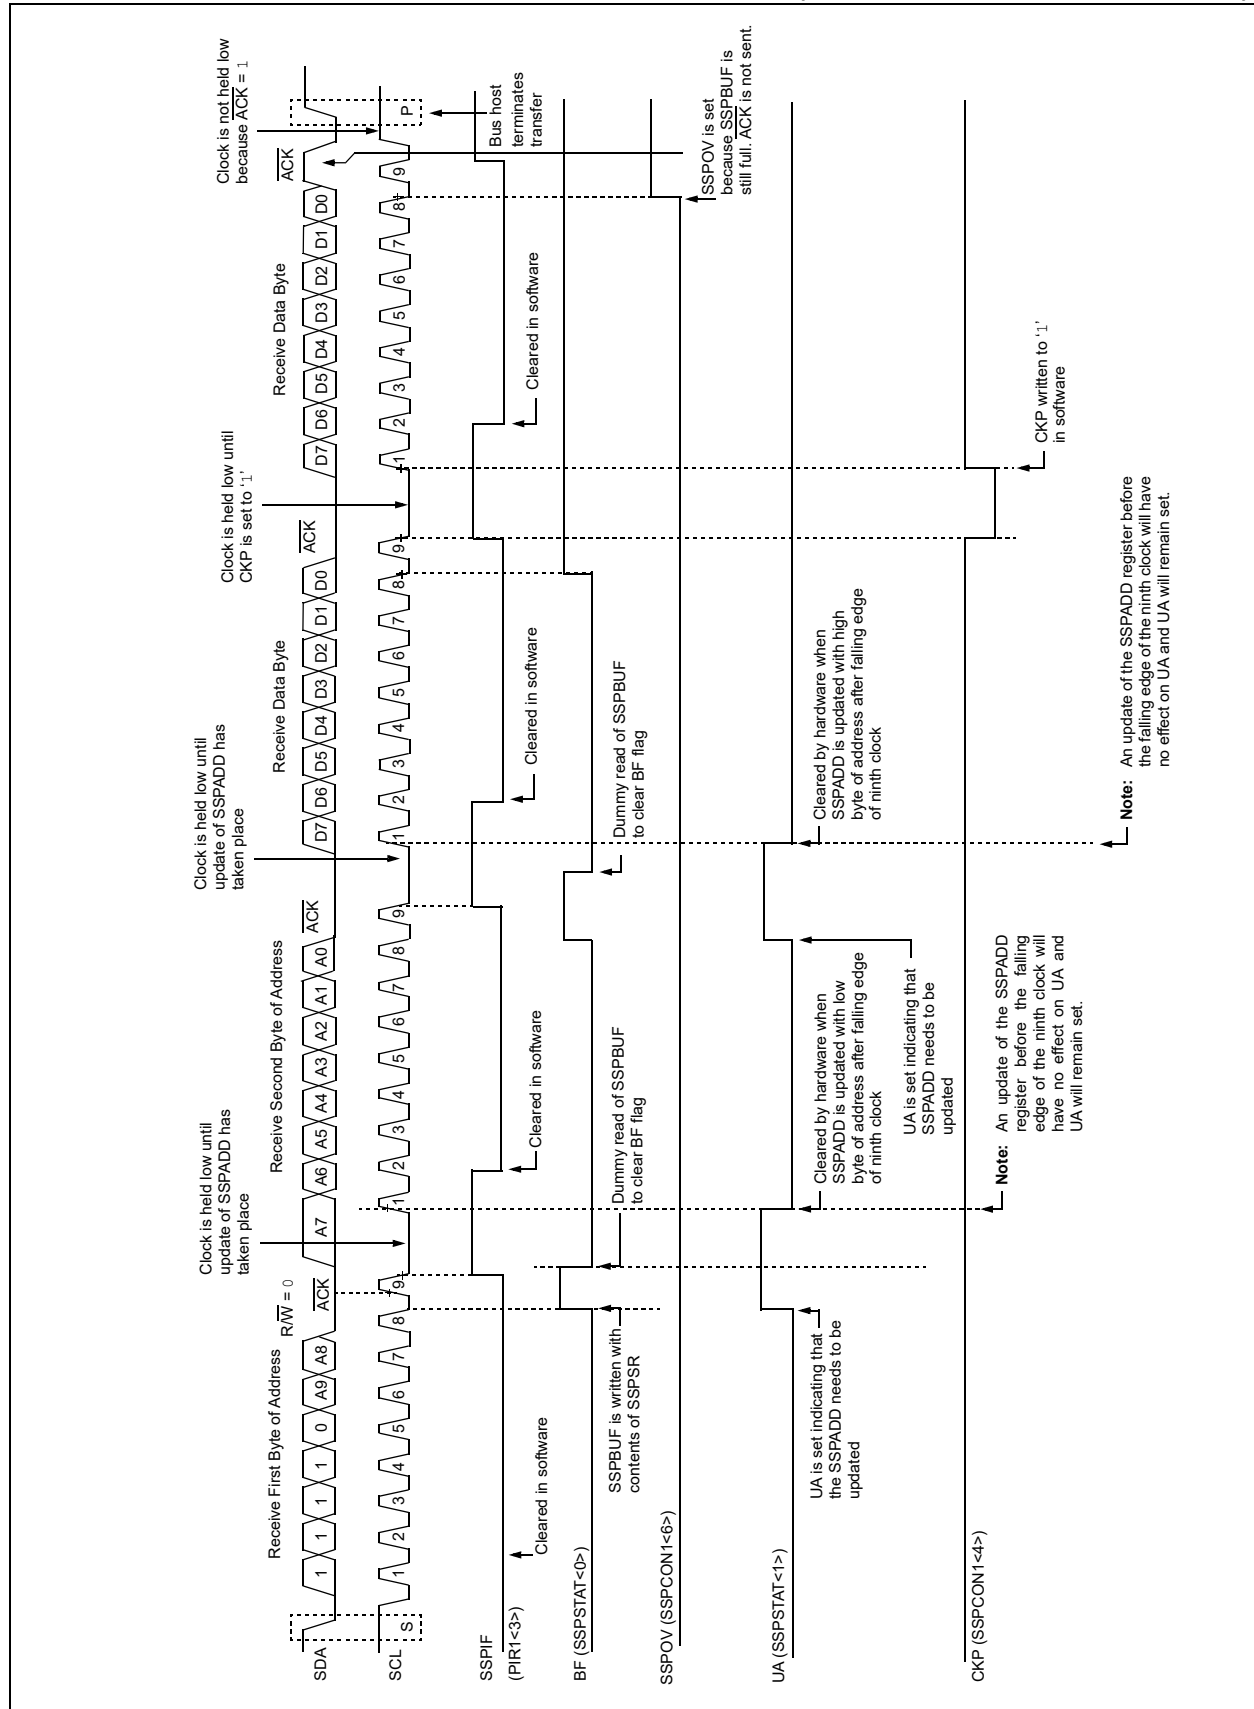 Receive First Byte of Address
R/W = 0
Receive Second Byte of Address
Receive Data Byte
Receive Data Byte
Clock is held low until
update of SSPADD has
taken place
Clock is held low until
update of SSPADD has
taken place
Clock is held low until
CKP is set to ‘1’
Clock is not held low
because ACK = 1
SDA
1 1 1 1 0 A9 A8
ACK
A7 A6 A5 A4 A3 A2 A1 A0
ACK
D7 D6 D5 D4 D3 D2 D1 D0
ACK
D7 D6 D5 D4 D3 D2 D1 D0
ACK
SCL
S
1 2 3 4 5 6 7 8 9
1 2 3 4 5 6 7 8 9
1 2 3 4 5 6 7 8 9
1 2 3 4 5 6 7 8 9
P
Bus host
terminates
transfer
SSPIF
(PIR1<3>)
Cleared in software
Cleared in software
Cleared in software
Cleared in software
BF (SSPSTAT<0>)
SSPBUF is written with
contents of SSPSR
Dummy read of SSPBUF
to clear BF flag
Dummy read of SSPBUF
to clear BF flag
SSPOV (SSPCON1<6>)
SSPOV is set
because SSPBUF is
still full. ACK is not sent.
UA (SSPSTAT<1>)
UA is set indicating that
the SSPADD needs to be
updated
Cleared by hardware when
SSPADD is updated with low
byte of address after falling edge
of ninth clock
UA is set indicating that
SSPADD needs to be
updated
Cleared by hardware when
SSPADD is updated with high
byte of address after falling edge
of ninth clock
CKP (SSPCON1<4>)
Note: An update of the SSPADD
register before the falling
edge of the ninth clock will
have no effect on UA and
UA will remain set.
CKP written to ‘1’
in software
Note: An update of the SSPADD register before
the falling edge of the ninth clock will have
no effect on UA and UA will remain set.